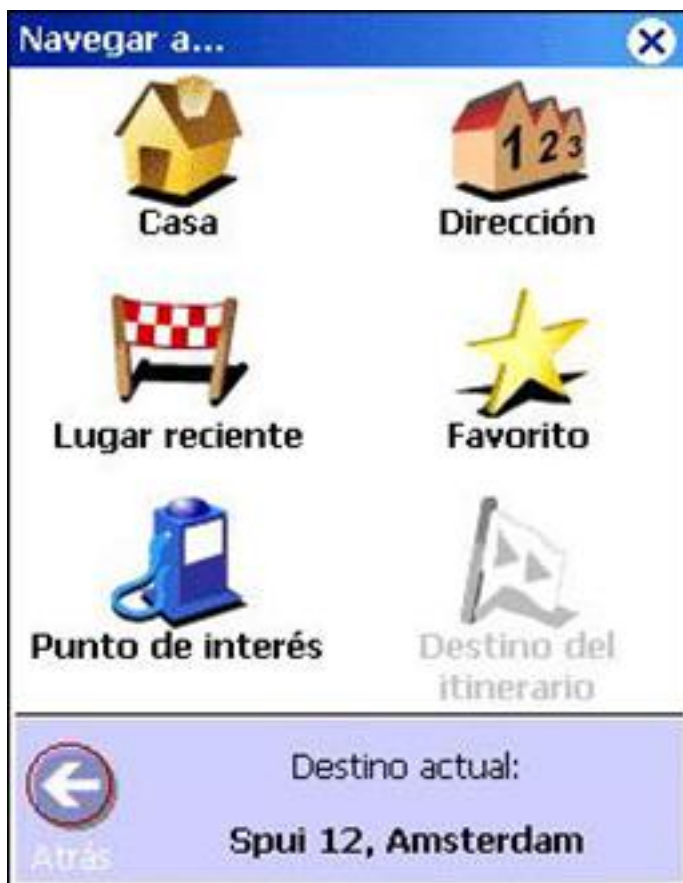 Navegar a...
Casa
1 2 3
Dirección
Lugar reciente
Favorito
Punto de interés
Destino del
itinerario
Destino actual:
Atrás
Spui 12, Amsterdam